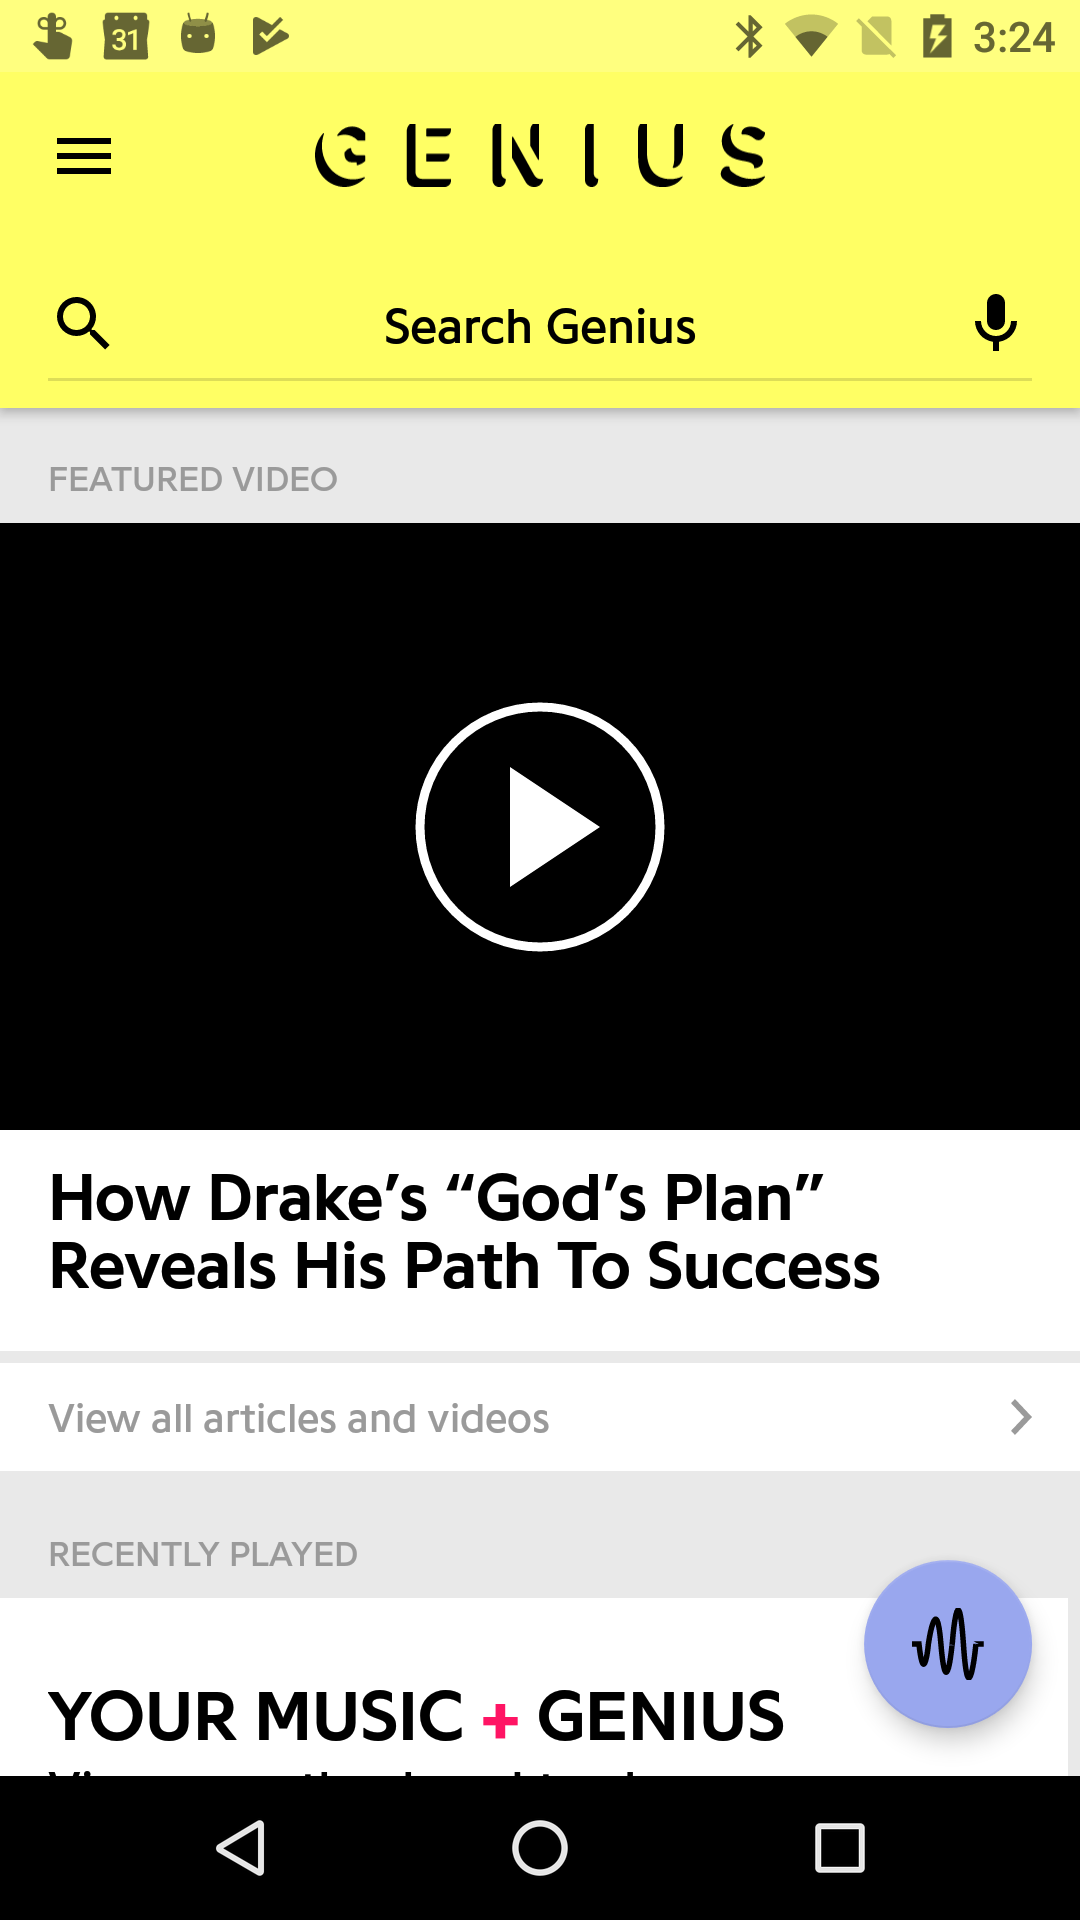 31
3:24
GENIUS
Search Genius
FEATURED VIDEO
How Drake’s “God’s Plan”
Reveals His Path To Success
View all articles and videos
RECENTLY PLAYED
YOUR MUSIC + GENIUS